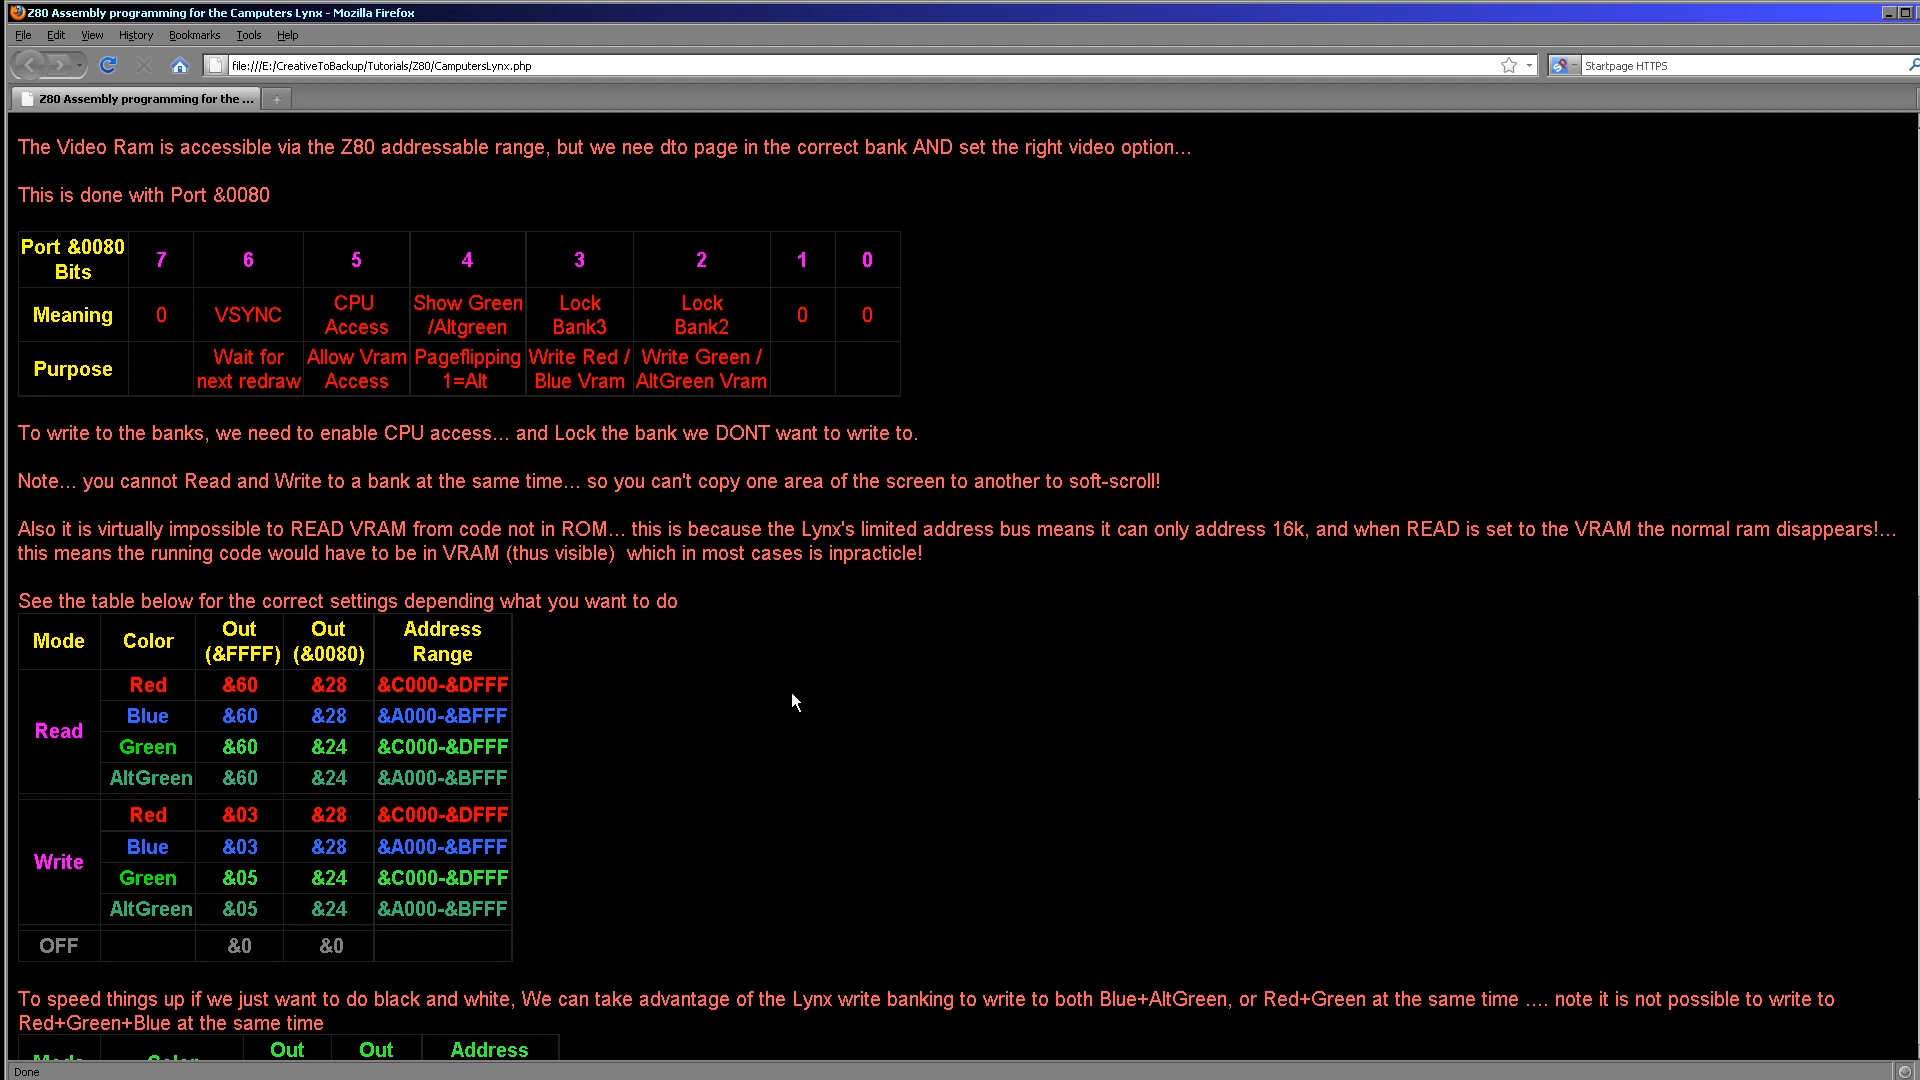 Z80 Assembly programming for the Camputers Lynx - Mozilla Firefox
File Edit View History Bookmarks Tools Help
file:///E:/CreativeToBackup/Tutorials/Z80/CamputersLynx.php
Startpage HTTPS
Z80 Assembly programming for the ...
The Video Ram is accessible via the Z80 addressable range, but we nee dto page in the correct bank AND set the right video option...
This is done with Port &0080
Port &0080 Bits 7 6 5 4 3 2 1 0
Meaning 0 VSYNC CPU Access Show Green /Altgreen Lock Bank3 Lock Bank2 0 0
Purpose Wait for next redraw Allow Vram Access Pageflipping 1=Alt Write Red / Blue Vram Write Green / AltGreen Vram
To write to the banks, we need to enable CPU access... and Lock the bank we DONT want to write to.
Note... you cannot Read and Write to a bank at the same time... so you can't copy one area of the screen to another to soft-scroll!
Also it is virtually impossible to READ VRAM from code not in ROM... this is because the Lynx's limited address bus means it can only address 16k, and when READ is set to the VRAM the normal ram disappears!...
this means the running code would have to be in VRAM (thus visible) which in most cases is inpracticle!
See the table below for the correct settings depending what you want to do
Mode Color Out (&FFFF) Out (&0080) Address Range
Read
Red &60 &28 &C000-&DFFF
Blue &60 &28 &A000-&BFFF
Green &60 &24 &C000-&DFFF
AltGreen &60 &24 &A000-&BFFF
Write
Red &03 &28 &C000-&DFFF
Blue &03 &28 &A000-&BFFF
Green &05 &24 &C000-&DFFF
AltGreen &05 &24 &A000-&BFFF
OFF &0 &0
To speed things up if we just want to do black and white, We can take advantage of the Lynx write banking to write to both Blue+AltGreen, or Red+Green at the same time .... note it is not possible to write to
Red+Green+Blue at the same time
Mode Color Out Out Address
Done